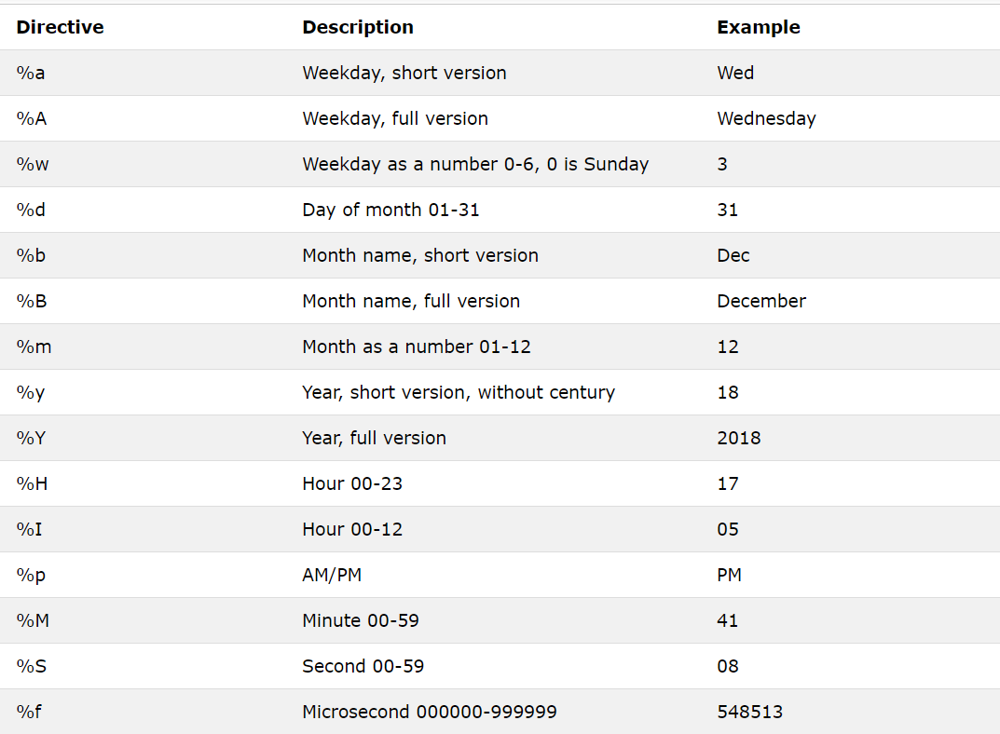 Directive Description Example
%a Weekday, short version Wed
%A Weekday, full version Wednesday
%w Weekday as a number 0-6, 0 is Sunday 3
%d Day of month 01-31 31
%b Month name, short version Dec
%B Month name, full version December
%m Month as a number 01-12 12
%y Year, short version, without century 18
%Y Year, full version 2018
%H Hour 00-23 17
%I Hour 00-12 05
%p AM/PM PM
%M Minute 00-59 41
%S Second 00-59 08
%f Microsecond 000000-999999 548513